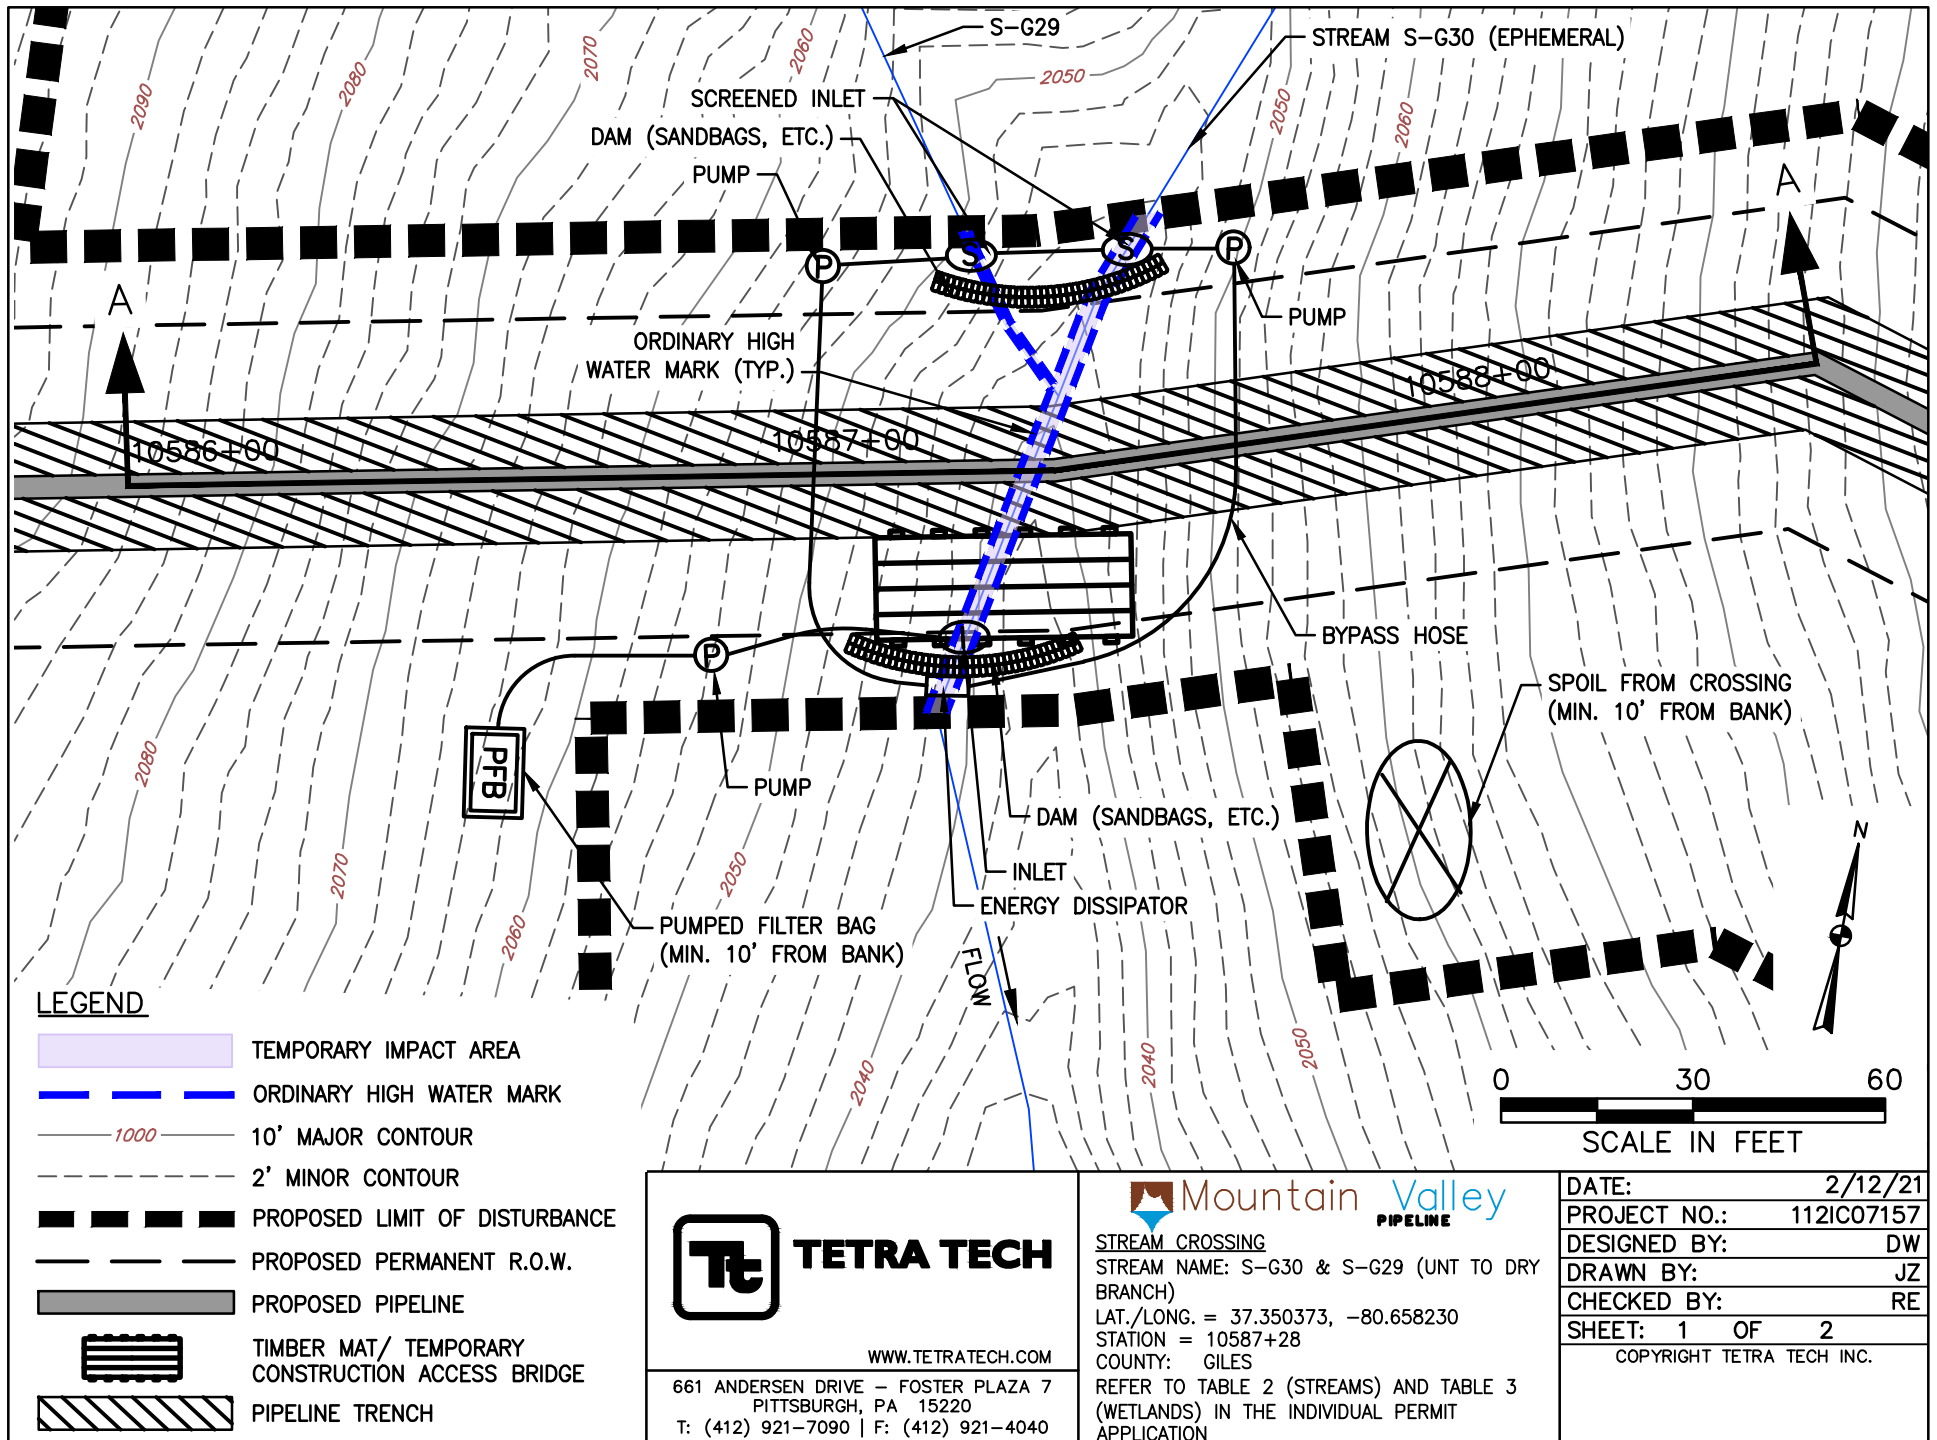 S-G29
STREAM S-G30 (EPHEMERAL)
2070
2060
2050
2080
2090
2050
2060
SCREENED INLET
DAM (SANDBAGS, ETC.)
PUMP
A
A
S
S
P
P
PUMP
ORDINARY HIGH
WATER MARK (TYP.)
10586+00
10587+00
10588+00
BYPASS HOSE
P
SPOIL FROM CROSSING
(MIN. 10' FROM BANK)
PFB
PUMP
DAM (SANDBAGS, ETC.)
INLET
ENERGY DISSIPATOR
PUMPED FILTER BAG
(MIN. 10' FROM BANK)
FLOW
N
2080
2070
2060
2050
2040
2040
2050
LEGEND
TEMPORARY IMPACT AREA
ORDINARY HIGH WATER MARK
1000
10' MAJOR CONTOUR
2' MINOR CONTOUR
PROPOSED LIMIT OF DISTURBANCE
PROPOSED PERMANENT R.O.W.
PROPOSED PIPELINE
TIMBER MAT/ TEMPORARY
CONSTRUCTION ACCESS BRIDGE
PIPELINE TRENCH
0 30 60
SCALE IN FEET
Tt
TETRA TECH
WWW.TETRATECH.COM
661 ANDERSEN DRIVE - FOSTER PLAZA 7
PITTSBURGH, PA 15220
T: (412) 921-7090 | F: (412) 921-4040
Mountain Valley
PIPELINE
STREAM CROSSING
STREAM NAME: S-G30 & S-G29 (UNT TO DRY
BRANCH)
LAT./LONG. = 37.350373, -80.658230
STATION = 10587+28
COUNTY: GILES
REFER TO TABLE 2 (STREAMS) AND TABLE 3
(WETLANDS) IN THE INDIVIDUAL PERMIT
APPLICATION
DATE: 2/12/21
PROJECT NO.: 112IC07157
DESIGNED BY: DW
DRAWN BY: JZ
CHECKED BY: RE
SHEET: 1 OF 2
COPYRIGHT TETRA TECH INC.